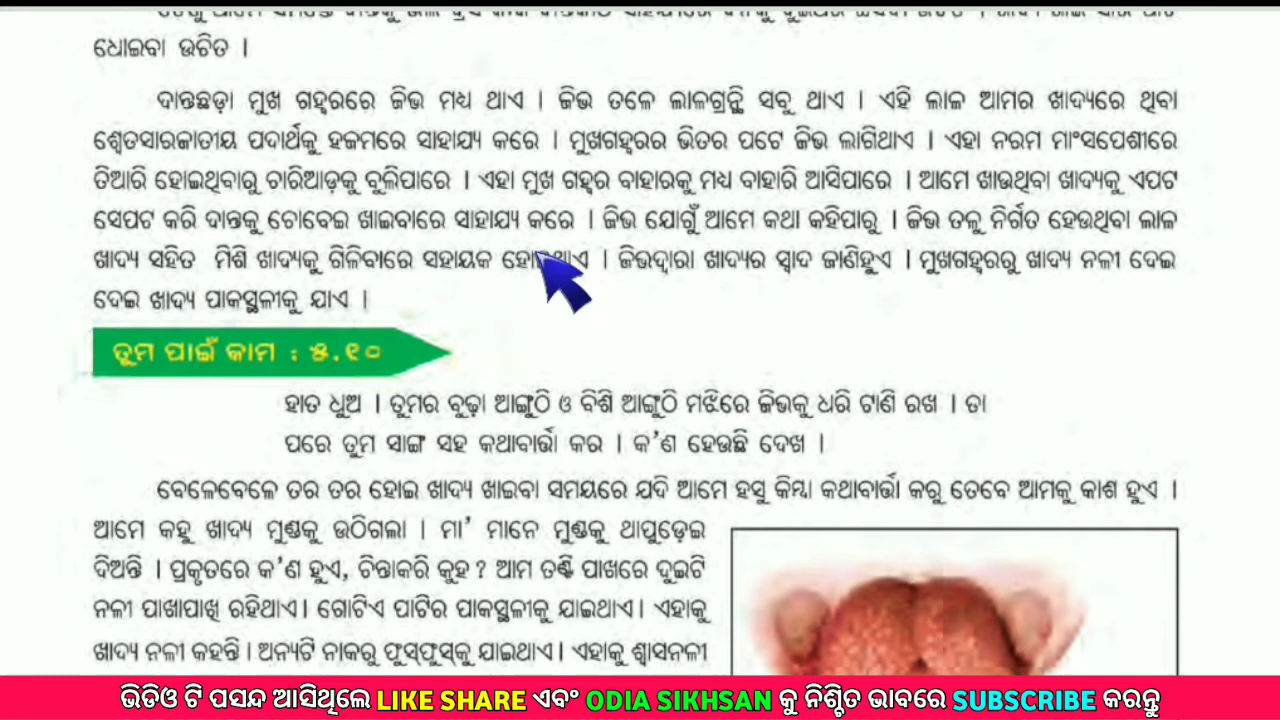 ଧୋଇବା ଉଚିତ ।
ଦାନ୍ତଛଡ଼ା ମୁଖ ଗହ୍ୱରରେ ଜିଭ ମଧ୍ୟ ଥାଏ । ଜିଭ ତଳେ ଲାଳଗ୍ରନ୍ଥି ସବୁ ଥାଏ । ଏହି ଲାଳ ଆମର ଖାଦ୍ୟରେ ଥିବା
ଶ୍ୱେତସାରଜାତୀୟ ପଦାର୍ଥକୁ ହଜମରେ ସାହାଯ୍ୟ କରେ । ମୁଖଗହ୍ୱରର ଭିତର ପଟେ ଜିଭ ଲାଗିଥାଏ । ଏହା ନରମ ମାଂସପେଶୀରେ
ତିଆରି ହୋଇଥିବାରୁ ଚାରିଆଡ଼କୁ ବୁଲିପାରେ । ଏହା ମୁଖ ଗହ୍ୱର ବାହାରକୁ ମଧ୍ୟ ବାହାରି ଆସିପାରେ । ଆମେ ଖାଉଥିବା ଖାଦ୍ୟକୁ ଏପଟ
ସେପଟ କରି ଦାନ୍ତକୁ ଚୋବେଇ ଖାଇବାରେ ସାହାଯ୍ୟ କରେ । ଜିଭ ଯୋଗୁଁ ଆମେ କଥା କହିପାରୁ । ଜିଭ ତଳୁ ନିର୍ଗତ ହେଉଥିବା ଲାଳ
ଖାଦ୍ୟ ସହିତ ମିଶି ଖାଦ୍ୟକୁ ଗିଳିବାରେ ସହାୟକ ହୋଇଥାଏ । ଜିଭଦ୍ୱାରା ଖାଦ୍ୟର ସ୍ୱାଦ ଜାଣିହୁଏ । ମୁଖଗହ୍ୱରରୁ ଖାଦ୍ୟ ନଳୀ ଦେଇ
ଦେଇ ଖାଦ୍ୟ ପାକସ୍ଥଳୀକୁ ଯାଏ ।
ତୁମ ପାଇଁ କାମ : ୫.୧୦
ହାତ ଧୁଅ । ତୁମର ବୁଢ଼ା ଆଙ୍ଗୁଠି ଓ ବିଶି ଆଙ୍ଗୁଠି ମଝିରେ ଜିଭକୁ ଧରି ଟାଣି ରଖ । ତା
ପରେ ତୁମ ସାଙ୍ଗ ସହ କଥାବାର୍ତ୍ତା କର । କ'ଣ ହେଉଛି ଦେଖ ।
ବେଳେବେଳେ ତର ତର ହୋଇ ଖାଦ୍ୟ ଖାଇବା ସମୟରେ ଯଦି ଆମେ ହସୁ କିମ୍ବା କଥାବାର୍ତ୍ତା କରୁ ତେବେ ଆମକୁ କାଶ ହୁଏ ।
ଆମେ କହୁ ଖାଦ୍ୟ ମୁଣ୍ଡକୁ ଉଠିଗଲା । ମା' ମାନେ ମୁଣ୍ଡକୁ ଥାପୁଡ଼େଇ
ଦିଅନ୍ତି । ପ୍ରକୃତରେ କ'ଣ ହୁଏ, ଚିନ୍ତାକରି କୁହ ? ଆମ ତଣ୍ଟି ପାଖରେ ଦୁଇଟି
ନଳୀ ପାଖାପାଖି ରହିଥାଏ। ଗୋଟିଏ ପାଟିର ପାକସ୍ଥଳୀକୁ ଯାଇଥାଏ। ଏହାକୁ
ଖାଦ୍ୟ ନଳୀ କହନ୍ତି । ଅନ୍ୟଟି ନାକରୁ ଫୁସ୍‌ଫୁସ୍‌କୁ ଯାଇଥାଏ। ଏହାକୁ ଶ୍ୱାସନଳୀ
ଭିଡିଓ ଟି ପସନ୍ଦ ଆସିଥିଲେ LIKE SHARE ଏବଂ ODIA SIKHSAN କୁ ନିଶ୍ଚିତ ଭାବରେ SUBSCRIBE କରନ୍ତୁ